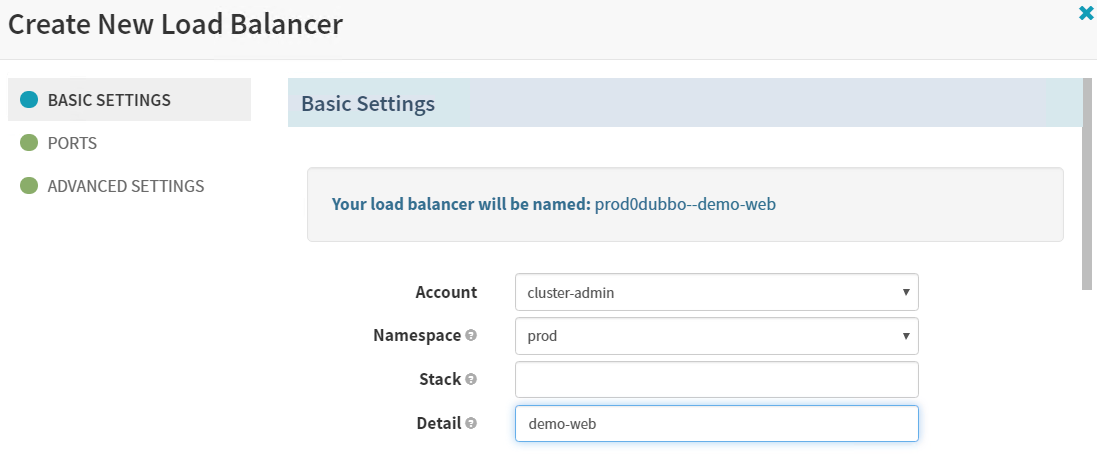 Create New Load Balancer
BASIC SETTINGS
PORTS
ADVANCED SETTINGS
Basic Settings
Your load balancer will be named: prod0dubbo--demo-web
Account cluster-admin
Namespace prod
Stack
Detail demo-web